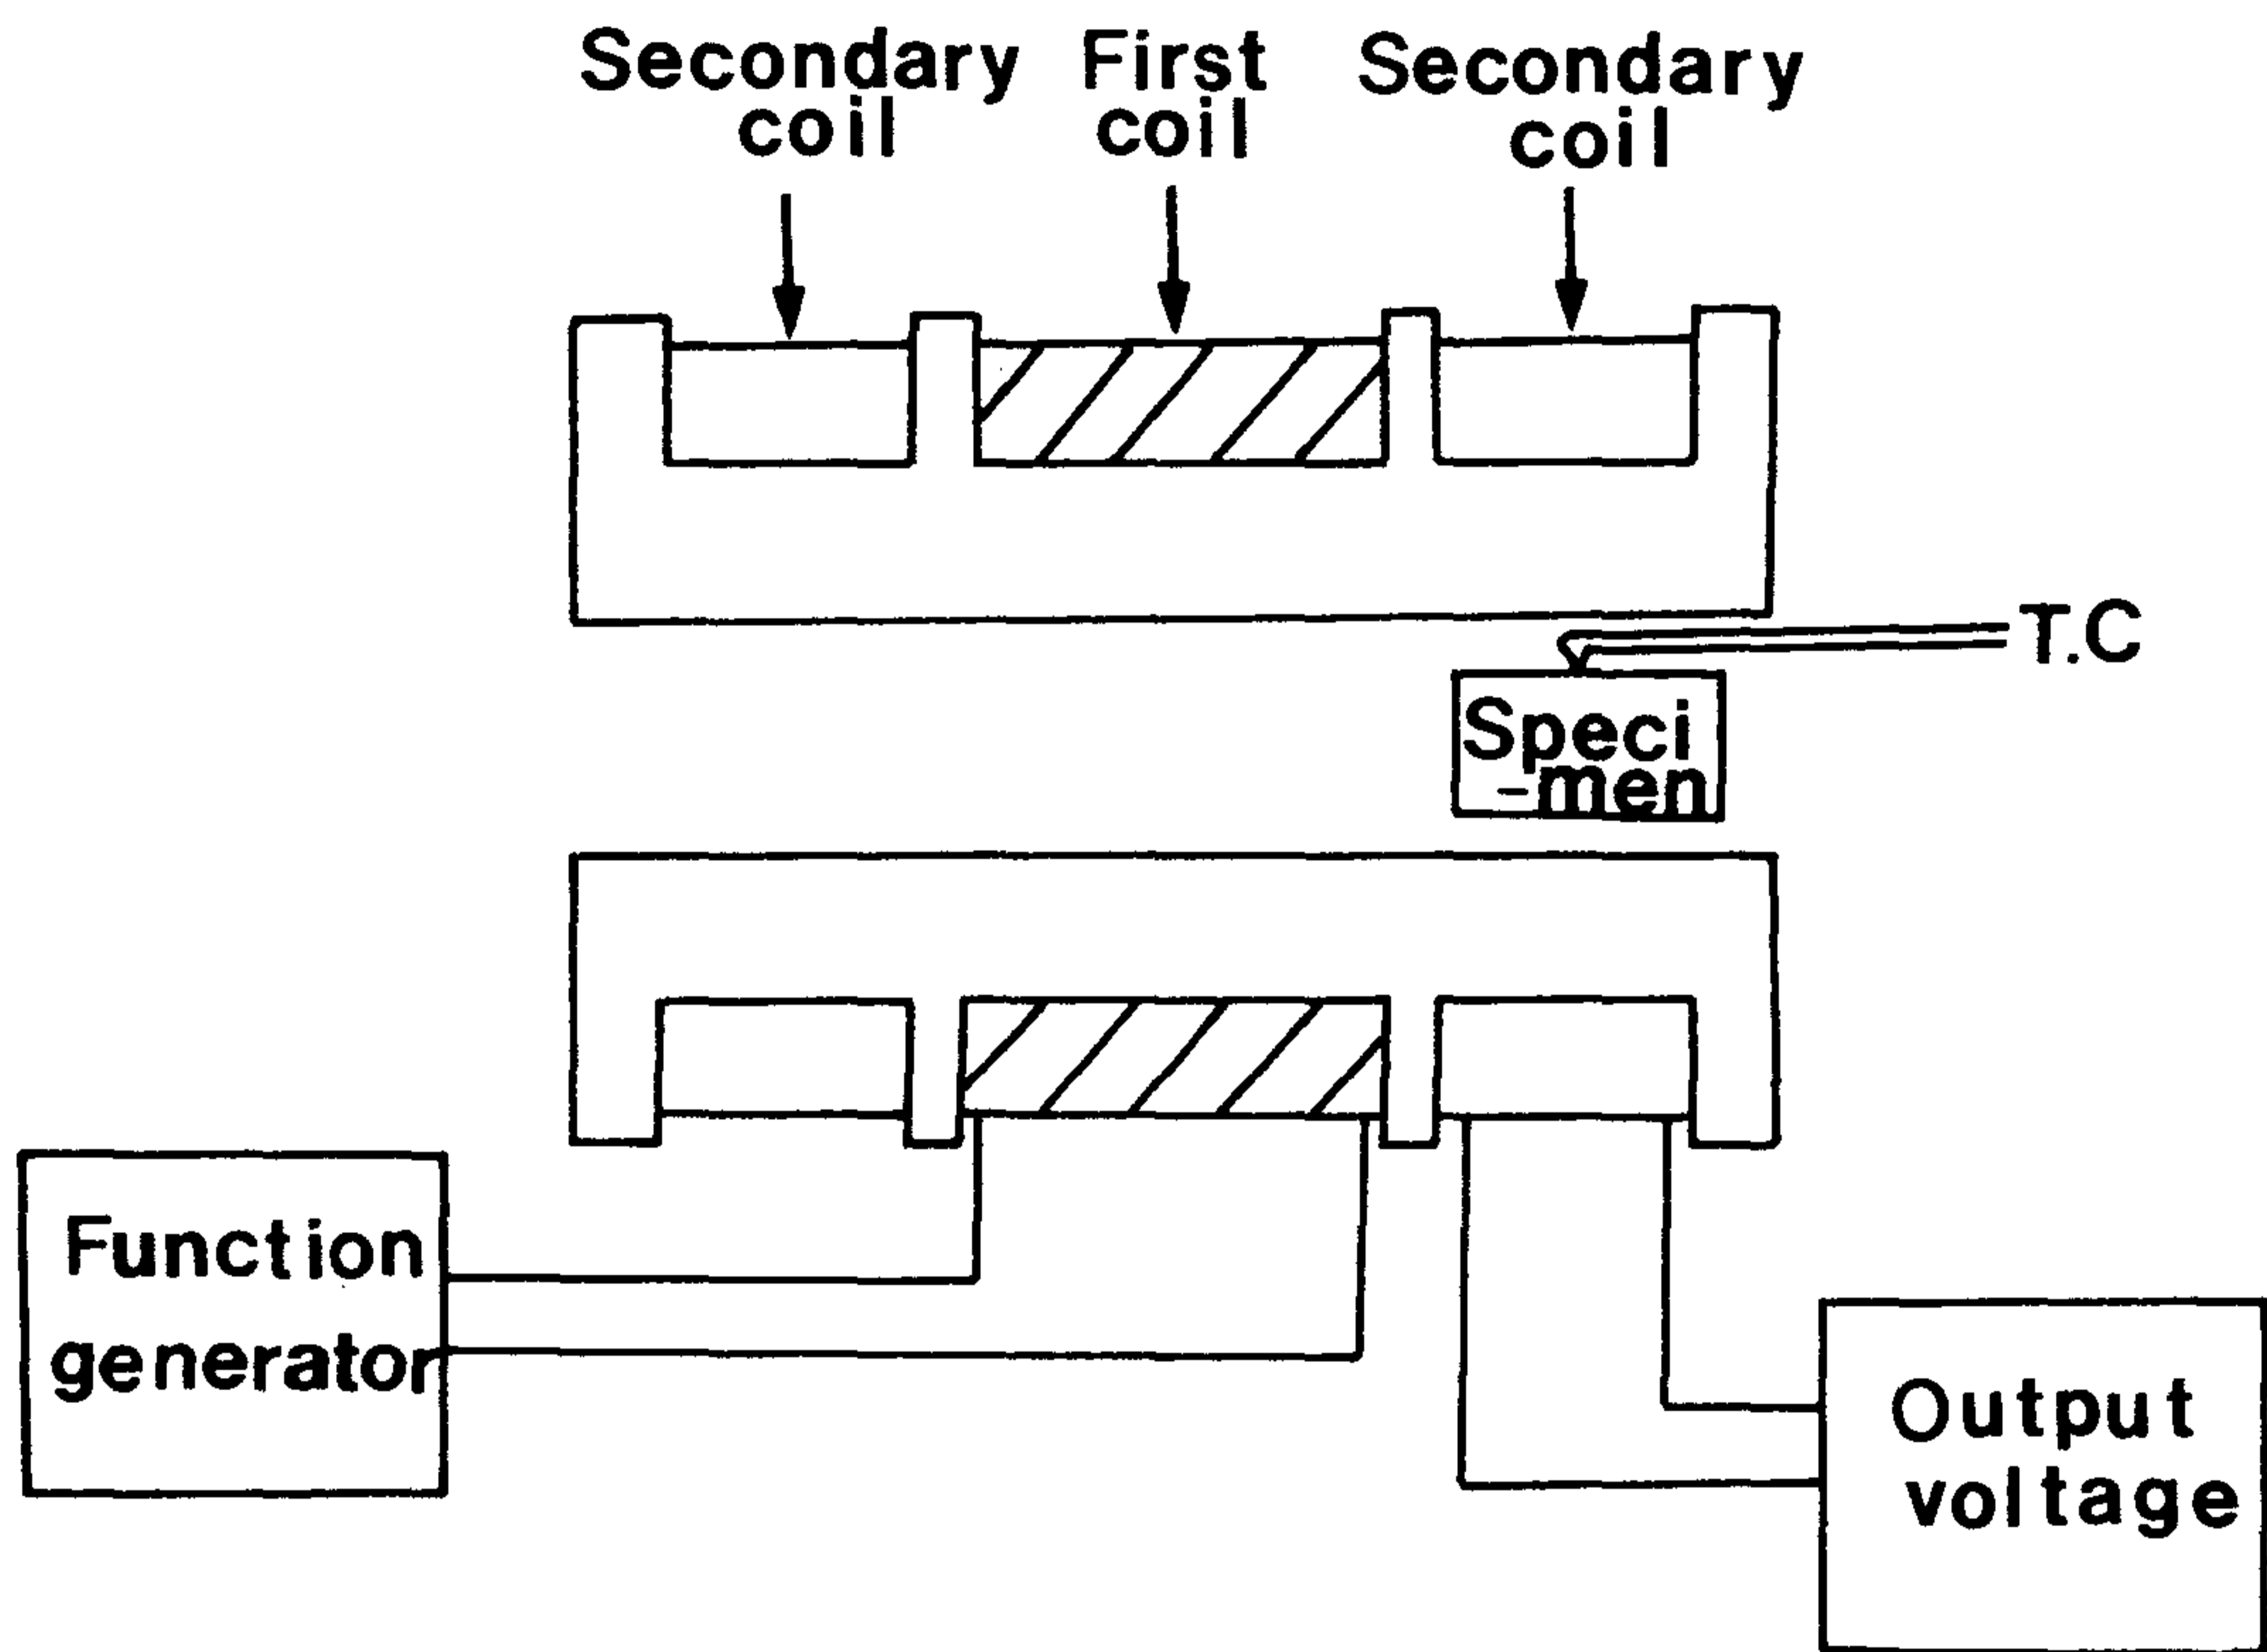 Secondary
coil
First
coil
Secondary
coil
T.C
Speci
-men
Function
generator
Output
voltage